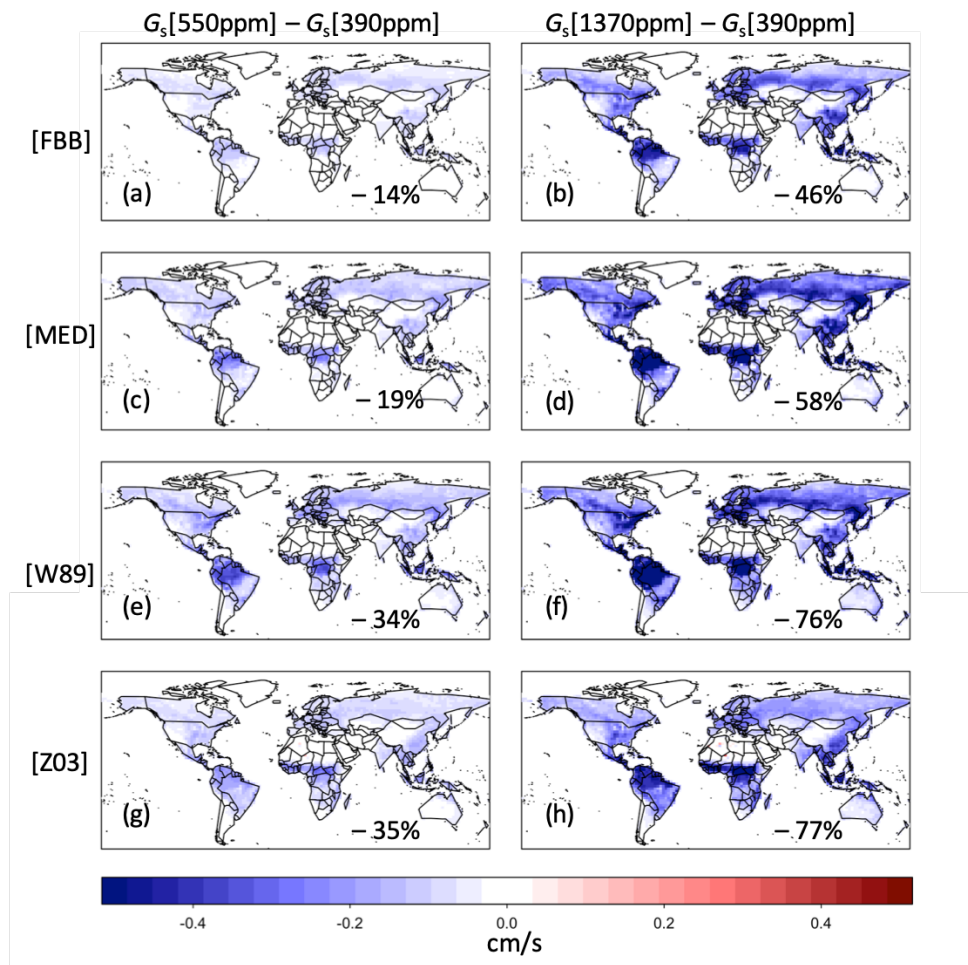 Gs[550ppm] – Gs[390ppm]
Gs[1370ppm] – Gs[390ppm]
[FBB]
(a)
– 14%
(b)
– 46%
[MED]
(c)
– 19%
(d)
– 58%
[W89]
(e)
– 34%
(f)
– 76%
[Z03]
(g)
– 35%
(h)
– 77%
-0.4 -0.2 0.0 0.2 0.4
cm/s